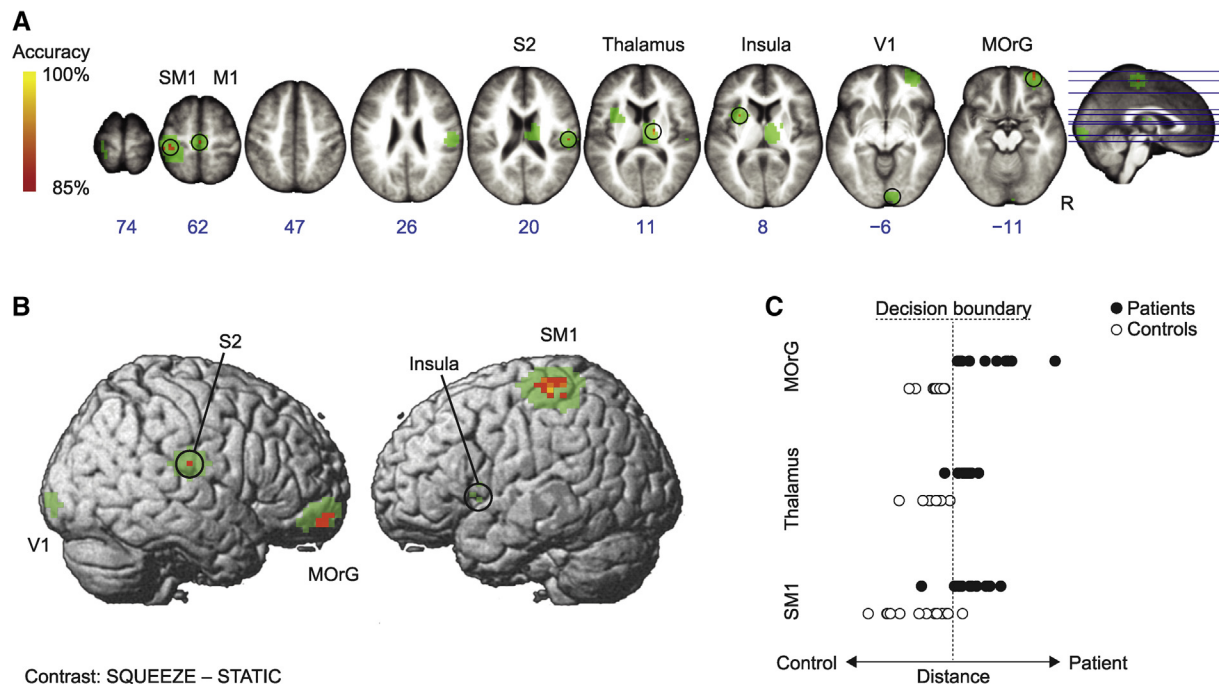 A
Accuracy
100%
85%
SM1 M1
S2
Thalamus
Insula
V1
MOrG
R
74 62 47 26 20 11 8 −6 −11
B
S2
Insula
SM1
V1
MOrG
Contrast: SQUEEZE – STATIC
C
Decision boundary
Patients
Controls
MOrG
Thalamus
SM1
Control
Distance
Patient